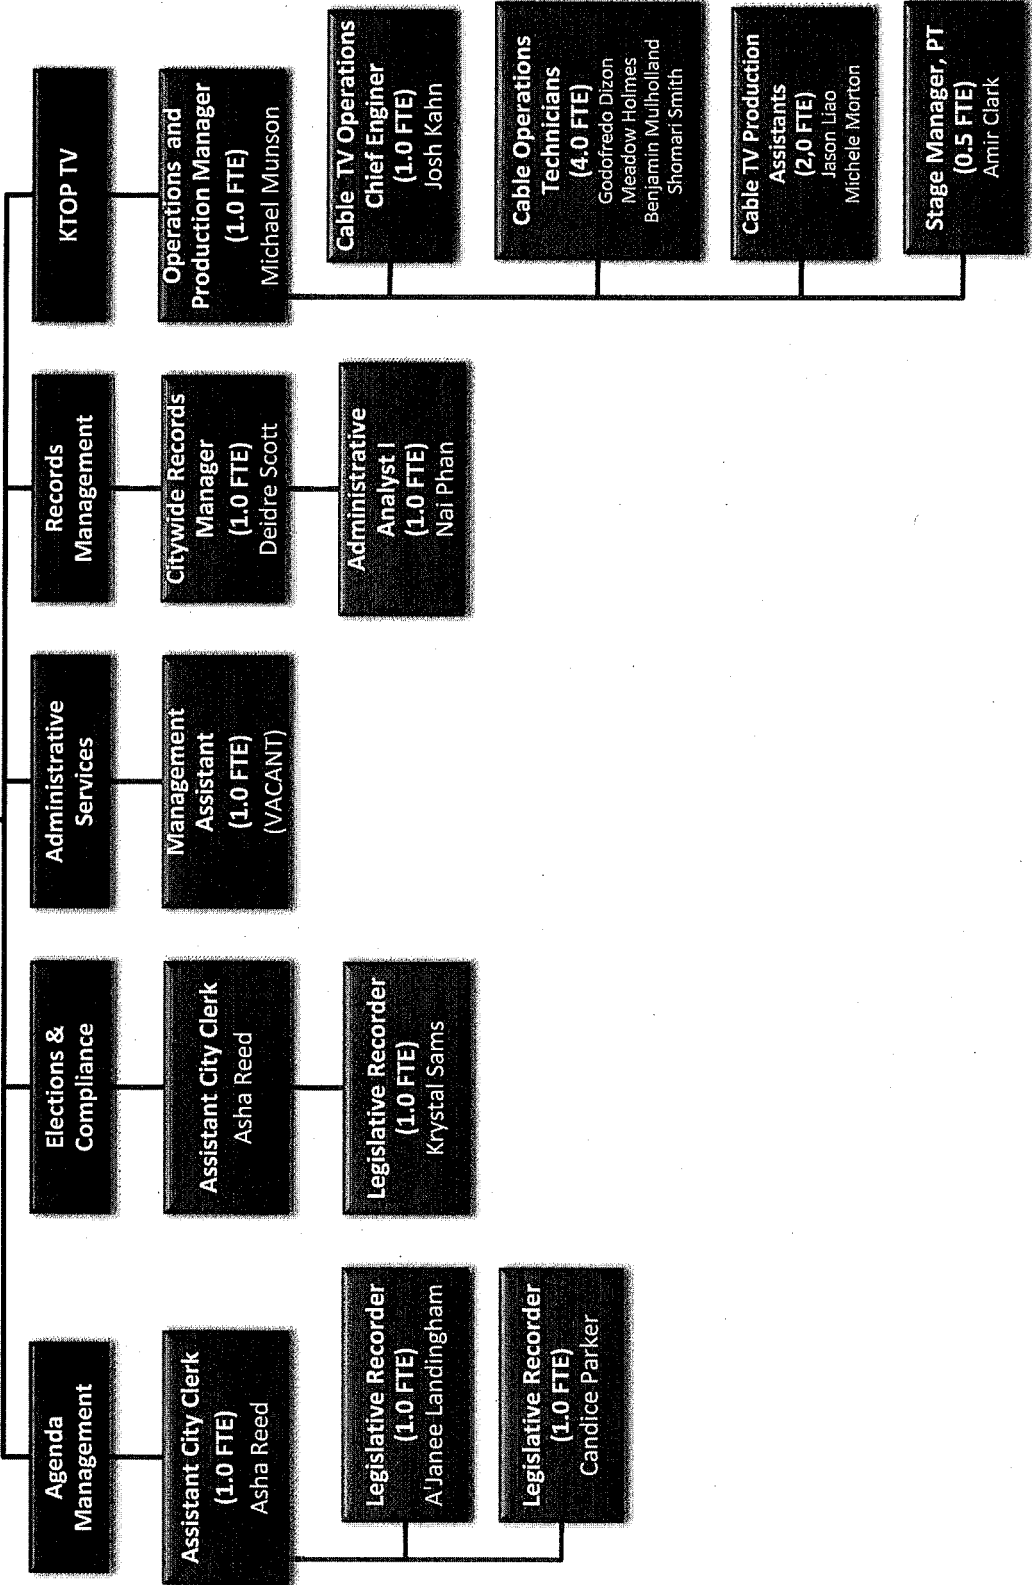 Agenda
Management
Assistant City Clerk
(1.0 FTE)
Asha Reed
Legislative Recorder
(1.0 FTE)
A'Janee Landingham
Legislative Recorder
(1.0 FTE)
Candice Parker
Elections &
Compliance
Assistant City Clerk
Asha Reed
Legislative Recorder
(1.0 FTE)
Krystal Sams
Administrative
Services
Management
Assistant
(1.0 FTE)
(VACANT)
Records
Management
Citywide Records
Manager
(1.0 FTE)
Deidre Scott
Administrative
Analyst I
(1.0 FTE)
Nai Phan
KTOP TV
Operations and
Production Manager
(1.0 FTE)
Michael Munson
Cable TV Operations
Chief Enginer
(1.0 FTE)
Josh Kahn
Cable Operations
Technicians
(4.0 FTE)
Godofredo Dizon
Meadow Holmes
Benjamin Mulholland
Shomari Smith
Cable TV Production
Assistants
(2,0 FTE)
Jason Liao
Michele Morton
Stage Manager, PT
(0.5 FTE)
Amir Clark